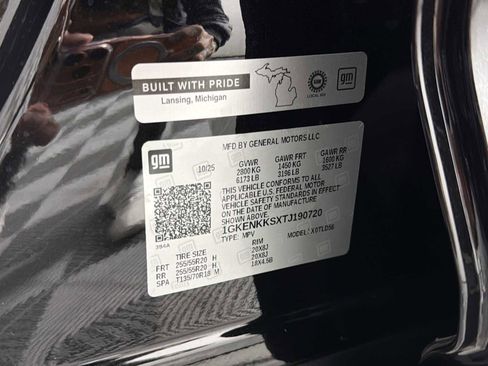 BUILT WITH PRIDE
Lansing, Michigan
LOCAL 602
gm
gm
MFD BY GENERAL MOTORS LLC
10/25
GVWR GAWR FRT GAWR RR
2800 KG 1450 KG 1600 KG
6173 LB 3196 LB 3527 LB
THIS VEHICLE CONFORMS TO ALL
APPLICABLE U.S. FEDERAL MOTOR
VEHICLE SAFETY STANDARDS IN EFFECT
ON THE DATE OF MANUFACTURE
SHOWN ABOVE.
1GKENKKSXTJ190720
TYPE: MPV MODEL: X0TLD56
394A
TIRE SIZE RIM
FRT 255/55R20 H 20X8J
RR 255/55R20 H 20X8J
SPA T135/70R18 M 18X4.5B